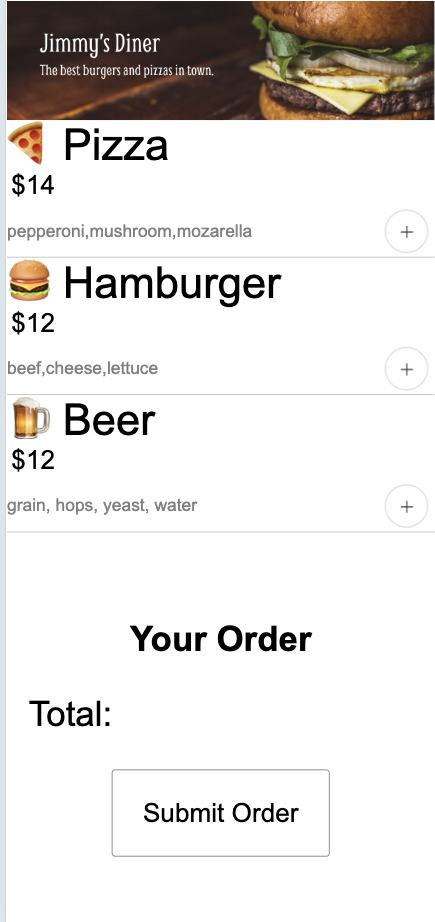 Jimmy's Diner
The best burgers and pizzas in town.
Pizza
$14
pepperoni,mushroom,mozarella
+
Hamburger
$12
beef,cheese,lettuce
+
Beer
$12
grain, hops, yeast, water
+
Your Order
Total:
Submit Order